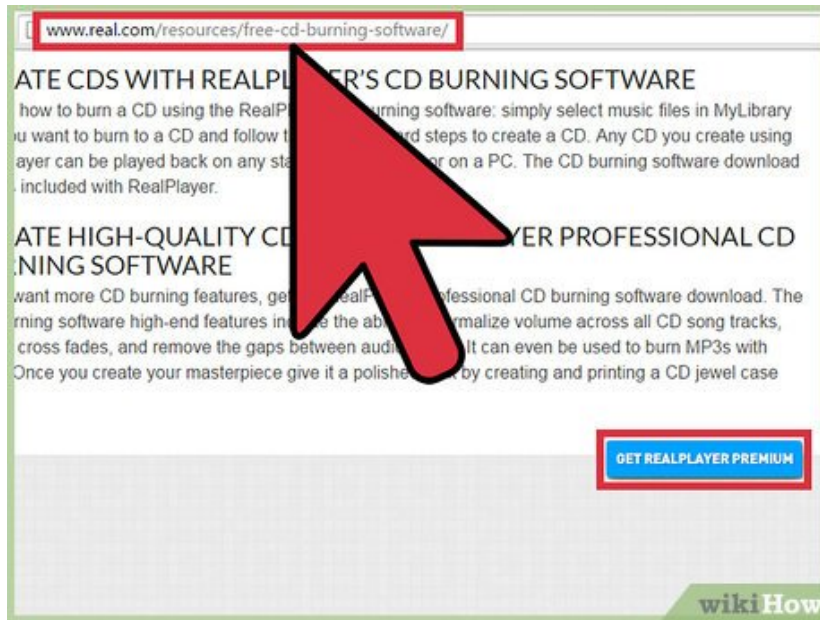 www.real.com/resources/free-cd-burning-software/
ATE CDS WITH REALPL ER'S CD BURNING SOFTWARE
how to burn a CD using the RealP urning software: simply select music files in MyLibrary
u want to burn to a CD and follow t rd steps to create a CD. Any CD you create using
ayer can be played back on any sta or on a PC. The CD burning software download
included with RealPlayer.
ATE HIGH-QUALITY CD YER PROFESSIONAL CD
NING SOFTWARE
want more CD burning features, get ealP ofessional CD burning software download. The
rning software high-end features in e the ab rmalize volume across all CD song tracks,
cross fades, and remove the gaps between audi It can even be used to burn MP3s with
Once you create your masterpiece give it a polishe k by creating and printing a CD jewel case
GET REALPLAYER PREMIUM
wikiHow